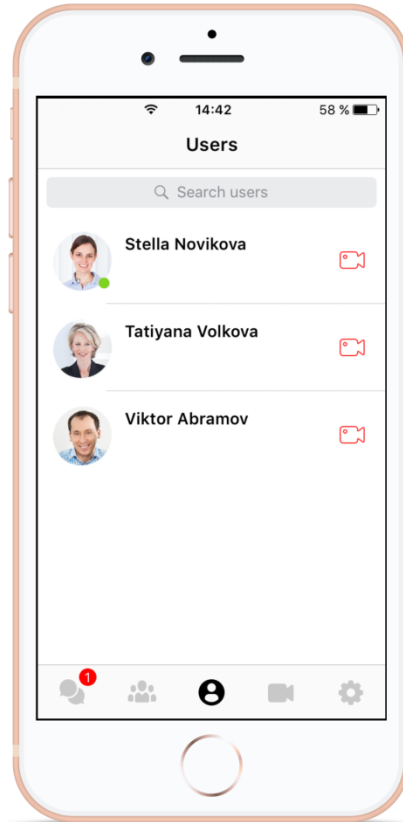 14:42
58 %
Users
Search users
Stella Novikova
Tatiyana Volkova
Viktor Abramov
1